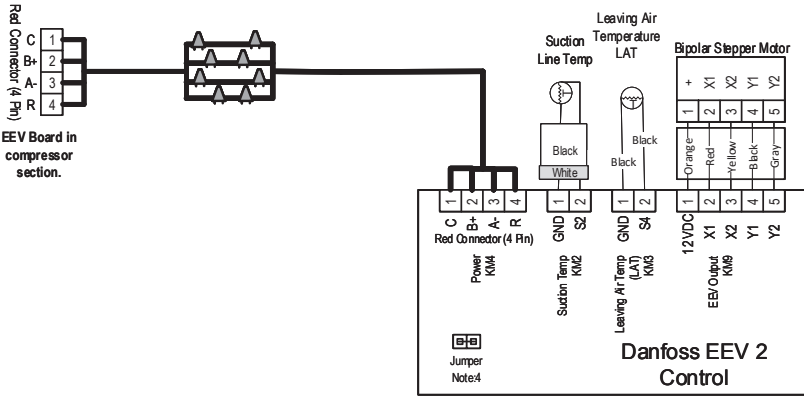 Red Connector (4 Pin)
C 1
B+ 2
A- 3
R 4
EEV Board in
compressor
section.
Suction
Line Temp
Leaving Air
Temperature
LAT
Bipolar Stepper Motor
+ X1 X2 Y1 Y2
1 2 3 4 5
Black
White
Black
Black
Orange Red Yellow Black Gray
1 2 3 4
C B+ A- R
Red Connector (4 Pin)
Power
KM4
1 2
GND S2
Suction Temp
KM2
1 2
GND S4
Leaving Air Temp
(LAT)
KM3
1 2 3 4 5
12VDC X1 X2 Y1 Y2
EEV Output
KM9
Jumper
Note:4
Danfoss EEV 2
Control